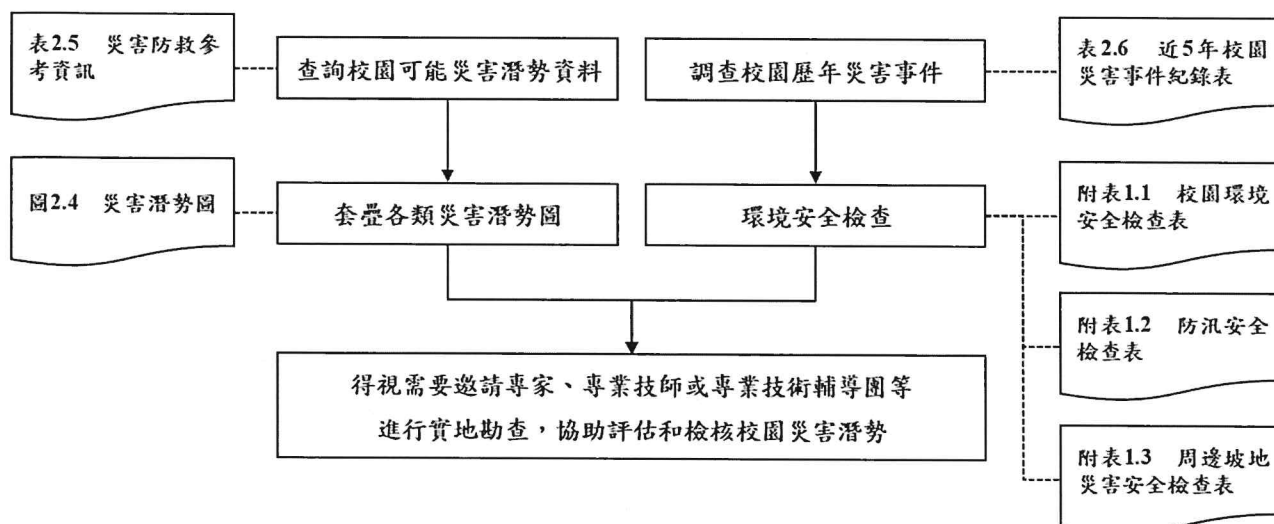 表2.5 災害防救參
考資訊
查詢校園可能災害潛勢資料
調查校園歷年災害事件
表2.6 近5年校園
災害事件紀錄表
圖2.4 災害潛勢圖
套疊各類災害潛勢圖
環境安全檢查
附表1.1 校園環境
安全檢查表
附表1.2 防汛安全
檢查表
得視需要邀請專家、專業技師或專業技術輔導團等
進行實地勘查，協助評估和檢核校園災害潛勢
附表1.3 周邊坡地
災害安全檢查表